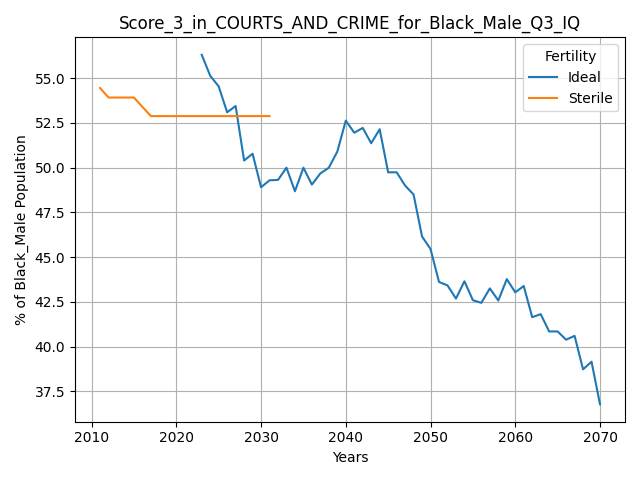 Score_3_in_COURTS_AND_CRIME_for_Black_Male_Q3_IQ
Fertility
Ideal
Sterile
% of Black_Male Population
55.0
52.5
50.0
47.5
45.0
42.5
40.0
37.5
2010 2020 2030 2040 2050 2060 2070
Years